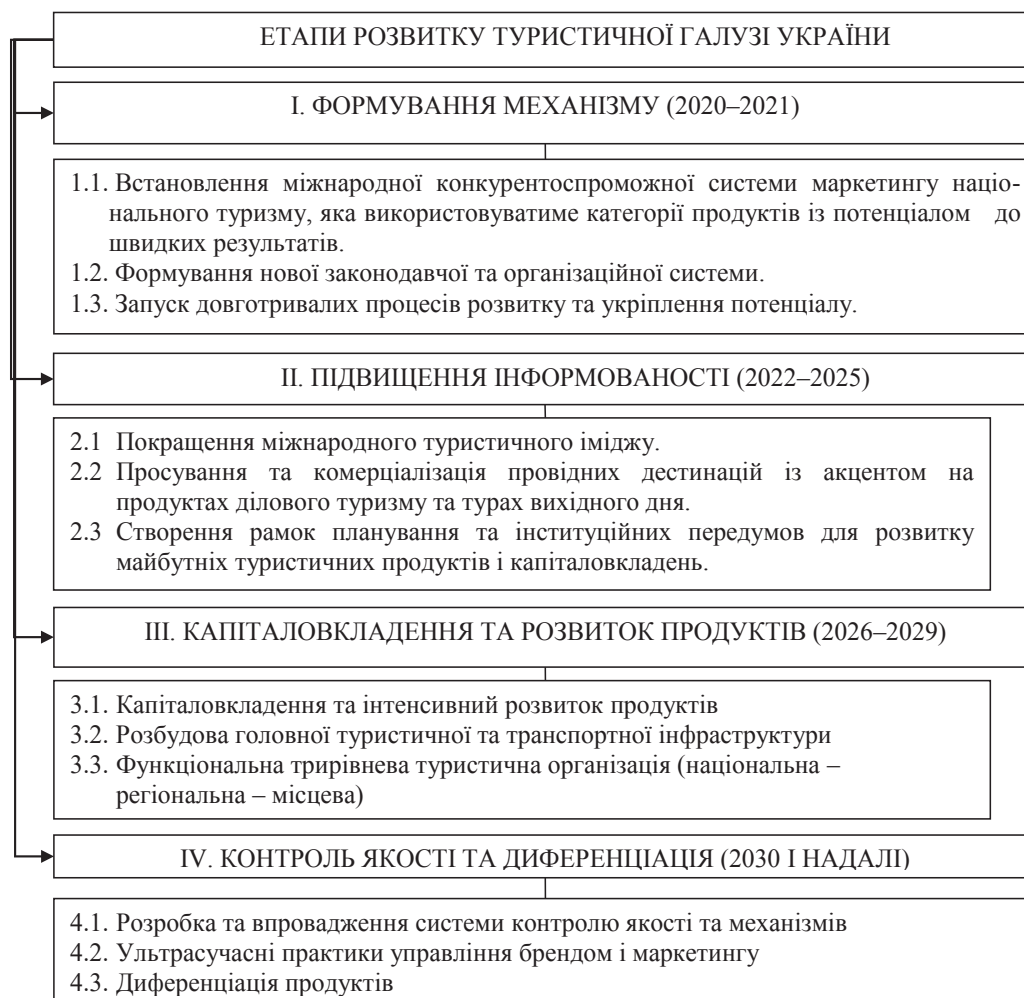 ЕТАПИ РОЗВИТКУ ТУРИСТИЧНОЇ ГАЛУЗІ УКРАЇНИ
І. ФОРМУВАННЯ МЕХАНІЗМУ (2020–2021)
1.1. Встановлення міжнародної конкурентоспроможної системи маркетингу націо-
нального туризму, яка використовуватиме категорії продуктів із потенціалом до
швидких результатів.
1.2. Формування нової законодавчої та організаційної системи.
1.3. Запуск довготривалих процесів розвитку та укріплення потенціалу.
ІІ. ПІДВИЩЕННЯ ІНФОРМОВАНОСТІ (2022–2025)
2.1 Покращення міжнародного туристичного іміджу.
2.2 Просування та комерціалізація провідних дестинацій із акцентом на
продуктах ділового туризму та турах вихідного дня.
2.3 Створення рамок планування та інституційних передумов для розвитку
майбутніх туристичних продуктів і капіталовкладень.
ІІІ. КАПІТАЛОВКЛАДЕННЯ ТА РОЗВИТОК ПРОДУКТІВ (2026–2029)
3.1. Капіталовкладення та інтенсивний розвиток продуктів
3.2. Розбудова головної туристичної та транспортної інфраструктури
3.3. Функціональна трирівнева туристична організація (національна –
регіональна – місцева)
IV. КОНТРОЛЬ ЯКОСТІ ТА ДИФЕРЕНЦІАЦІЯ (2030 І НАДАЛІ)
4.1. Розробка та впровадження системи контролю якості та механізмів
4.2. Ультрасучасні практики управління брендом і маркетингу
4.3. Диференціація продуктів